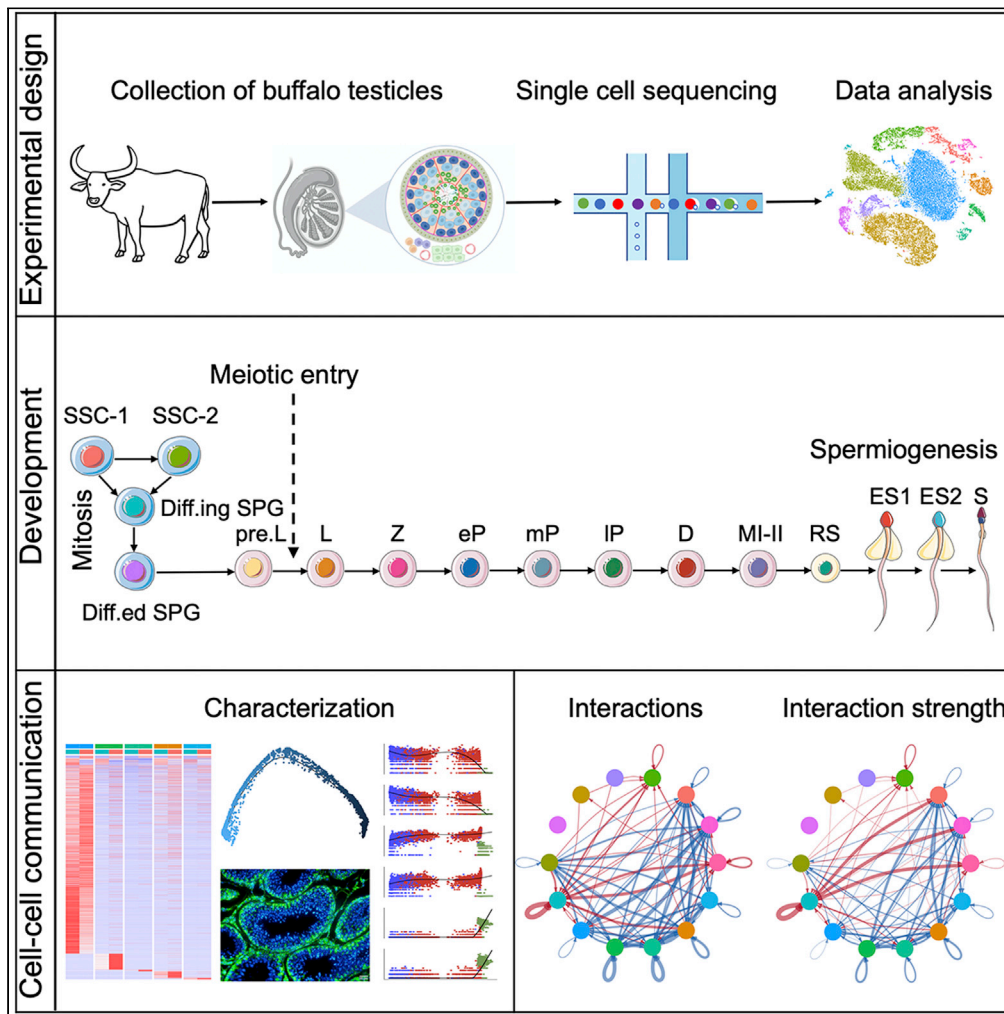 Experimental design
Collection of buffalo testicles
Single cell sequencing
Data analysis
Development
Meiotic entry
SSC-1 SSC-2
Mitosis
Diff.ing SPG
Diff.ed SPG
pre.L L Z eP mP lP D MI-II RS
Spermiogenesis
ES1 ES2 S
Cell-cell communication
Characterization
Interactions
Interaction strength